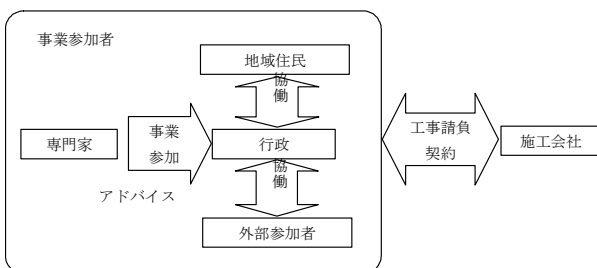 事業参加者
地域住民
協
働
専門家
事業
参加
行政
工事請負
契約
施工会社
協
働
アドバイス
外部参加者